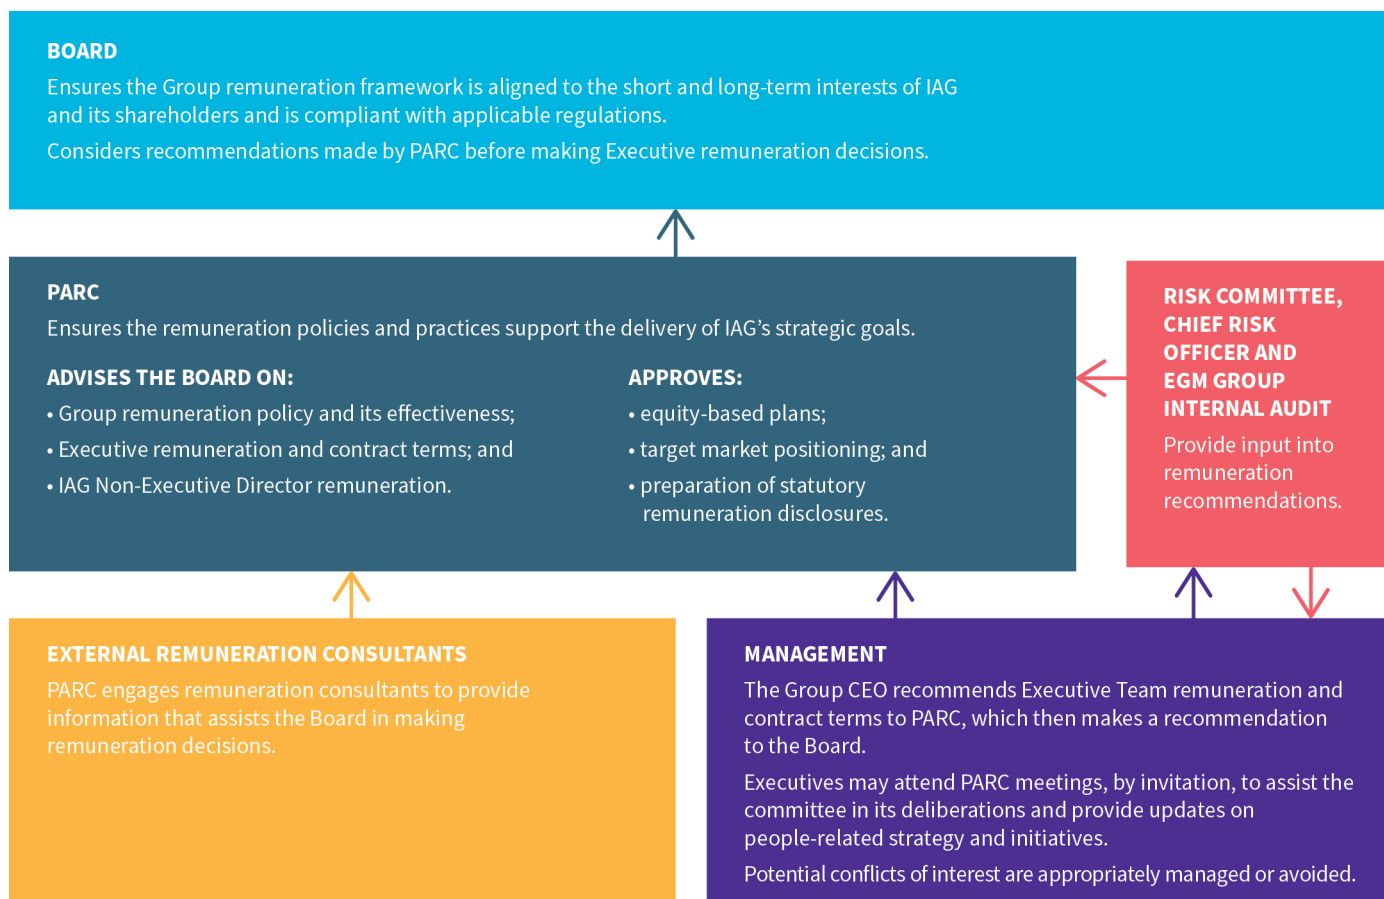 BOARD
Ensures the Group remuneration framework is aligned to the short and long-term interests of IAG
and its shareholders and is compliant with applicable regulations.
Considers recommendations made by PARC before making Executive remuneration decisions.
PARC
Ensures the remuneration policies and practices support the delivery of IAG’s strategic goals.
ADVISES THE BOARD ON:
• Group remuneration policy and its effectiveness;
• Executive remuneration and contract terms; and
• IAG Non-Executive Director remuneration.
APPROVES:
• equity-based plans;
• target market positioning; and
• preparation of statutory
remuneration disclosures.
RISK COMMITTEE,
CHIEF RISK
OFFICER AND
EGM GROUP
INTERNAL AUDIT
Provide input into
remuneration
recommendations.
EXTERNAL REMUNERATION CONSULTANTS
PARC engages remuneration consultants to provide
information that assists the Board in making
remuneration decisions.
MANAGEMENT
The Group CEO recommends Executive Team remuneration and
contract terms to PARC, which then makes a recommendation
to the Board.
Executives may attend PARC meetings, by invitation, to assist the
committee in its deliberations and provide updates on
people-related strategy and initiatives.
Potential conflicts of interest are appropriately managed or avoided.